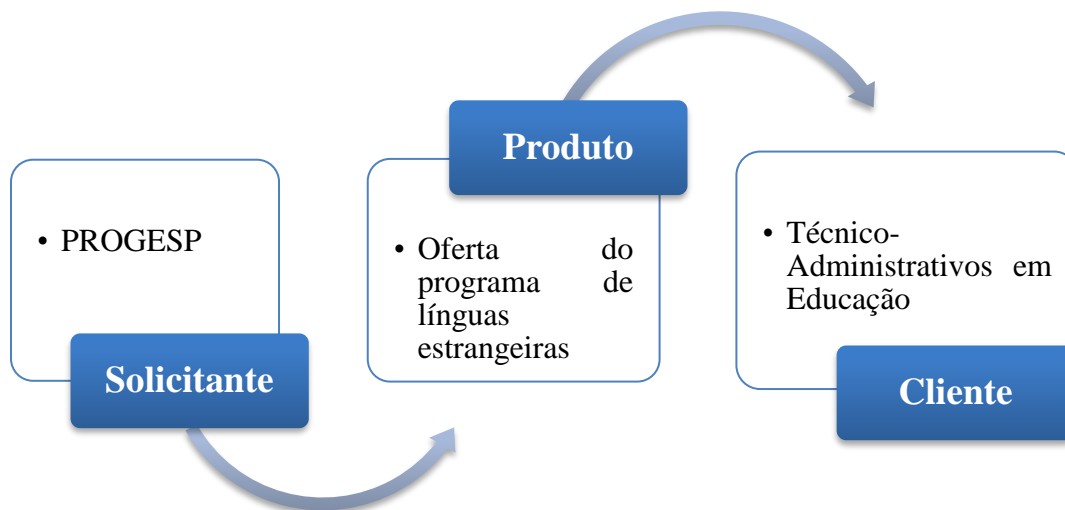 • PROGESP
Solicitante
Produto
• Oferta do
programa de
línguas
estrangeiras
• Técnico-
Administrativos em
Educação
Cliente